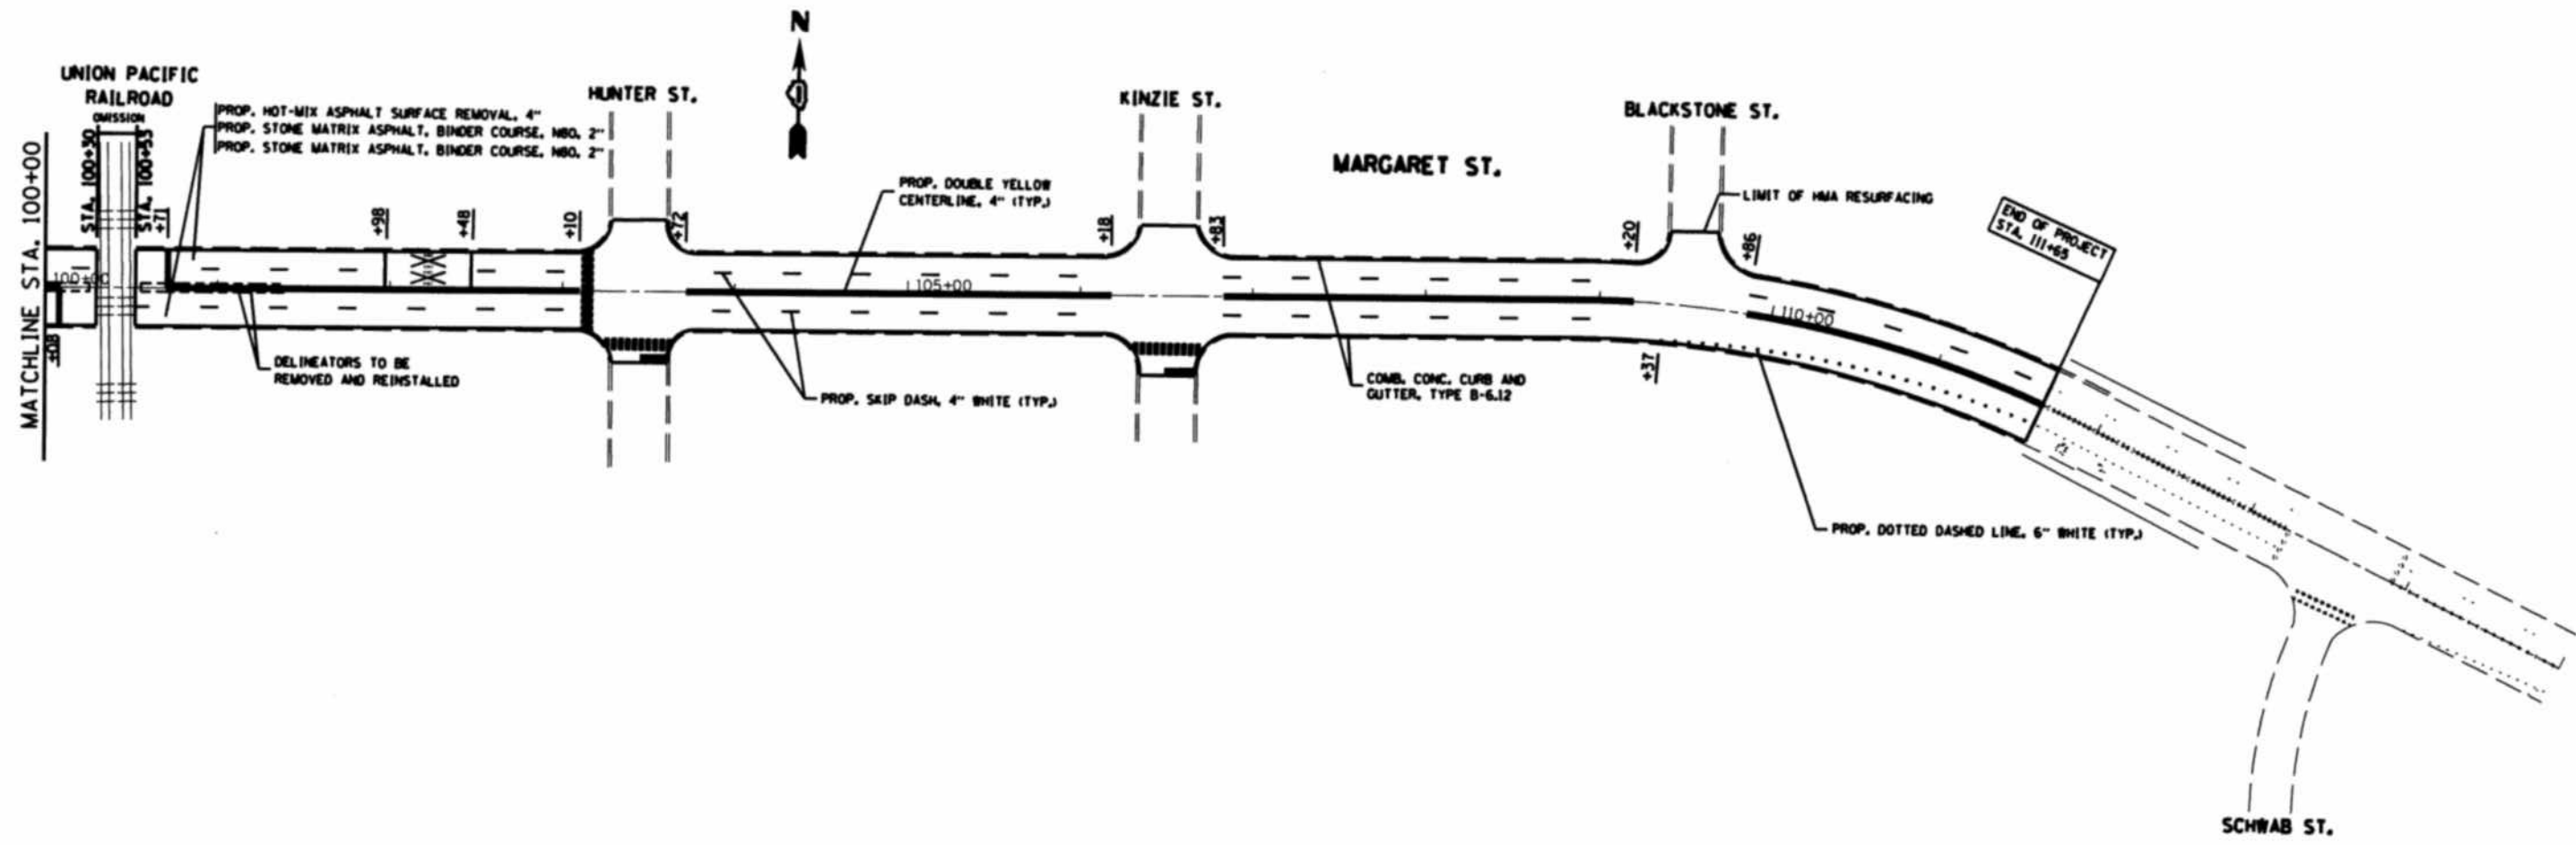 N
UNION PACIFIC
RAILROAD
OMISSION
STA. 100+30
STA. 100+53
PROP. HOT-MIX ASPHALT SURFACE REMOVAL, 4"
PROP. STONE MATRIX ASPHALT, BINDER COURSE, N80, 2"
PROP. STONE MATRIX ASPHALT, BINDER COURSE, N80, 2"
HUNTER ST.
KINZIE ST.
BLACKSTONE ST.
MARGARET ST.
MATCHLINE STA. 100+00
+71
+98
+48
+10
+72
PROP. DOUBLE YELLOW
CENTERLINE, 4" (TYP.)
+18
+83
+20
+86
LIMIT OF HMA RESURFACING
END OF PROJECT
STA. 111+65
100+00
105+00
110+00
+08
DELINEATORS TO BE
REMOVED AND REINSTALLED
PROP. SKIP DASH, 4" WHITE (TYP.)
COMB. CONC. CURB AND
GUTTER, TYPE B-6.12
+37
PROP. DOTTED DASHED LINE, 6" WHITE (TYP.)
SCHWAB ST.